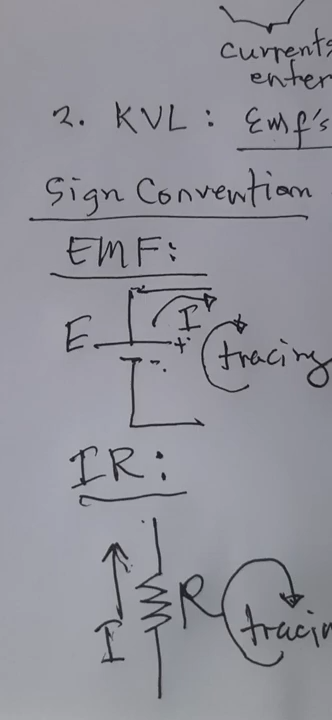 currents
enter
2. KVL: Emf's
Sign Convention
EMF:
I
E + tracing
-
IR:
R
I tracin